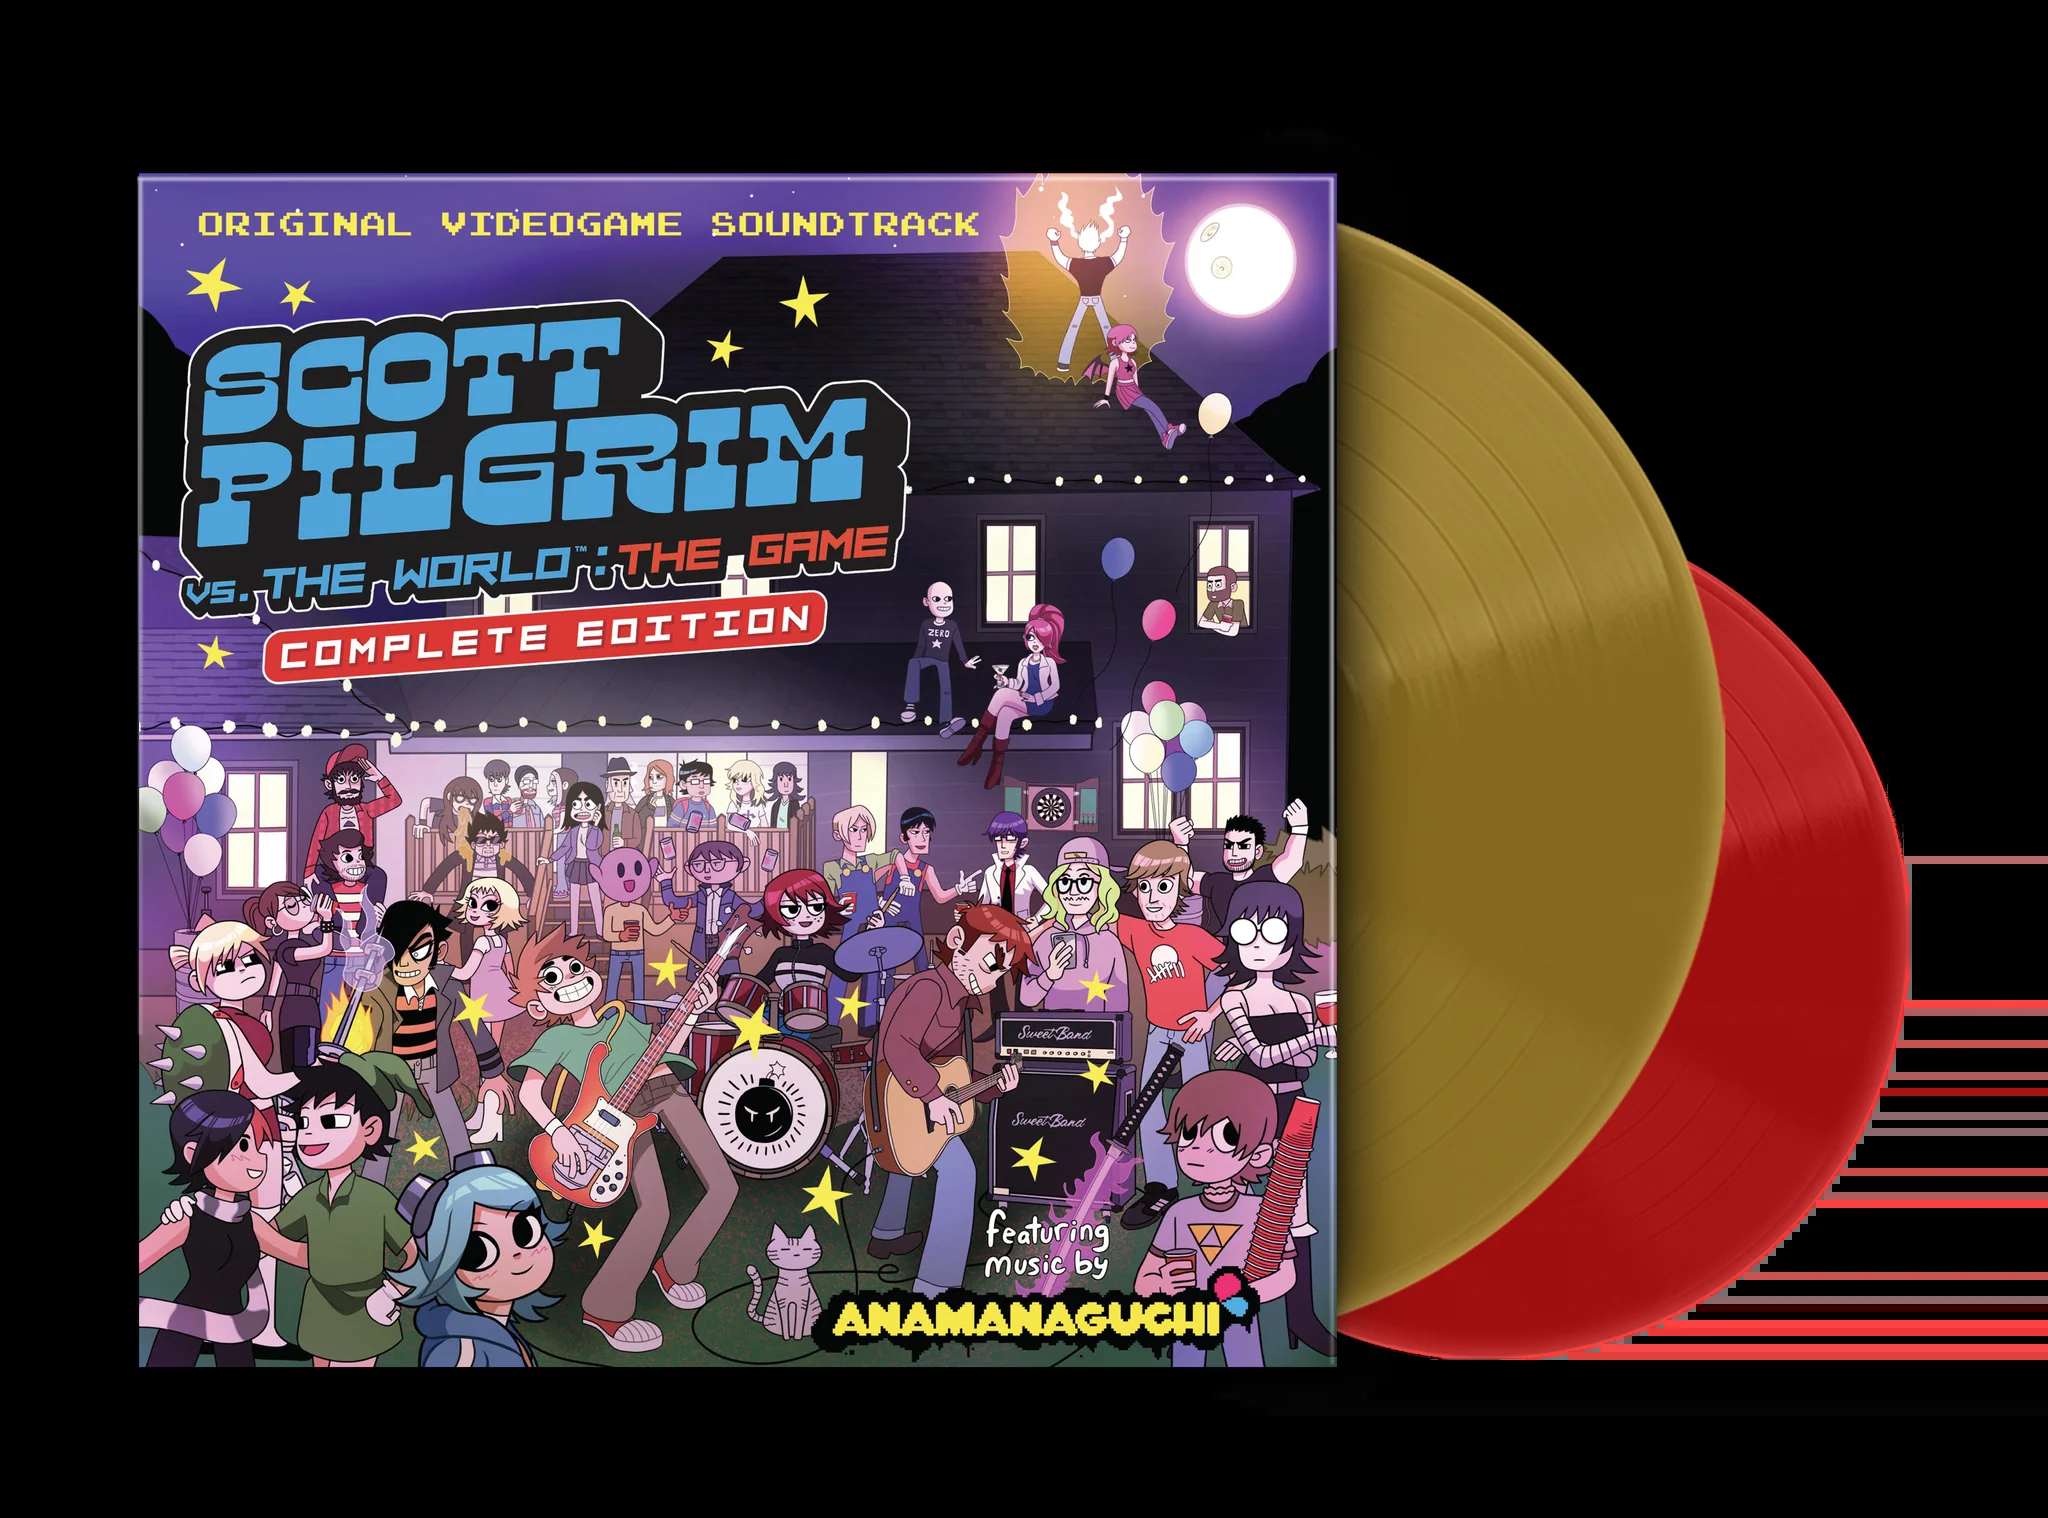 ORIGINAL VIDEOGAME SOUNDTRACK
SCOTT
PILGRIM
VS. THE WORLD™: THE GAME
COMPLETE EDITION
ZERO
Sweet Band
Sweet Band
featuring
music by
ANAMANAGUCHI